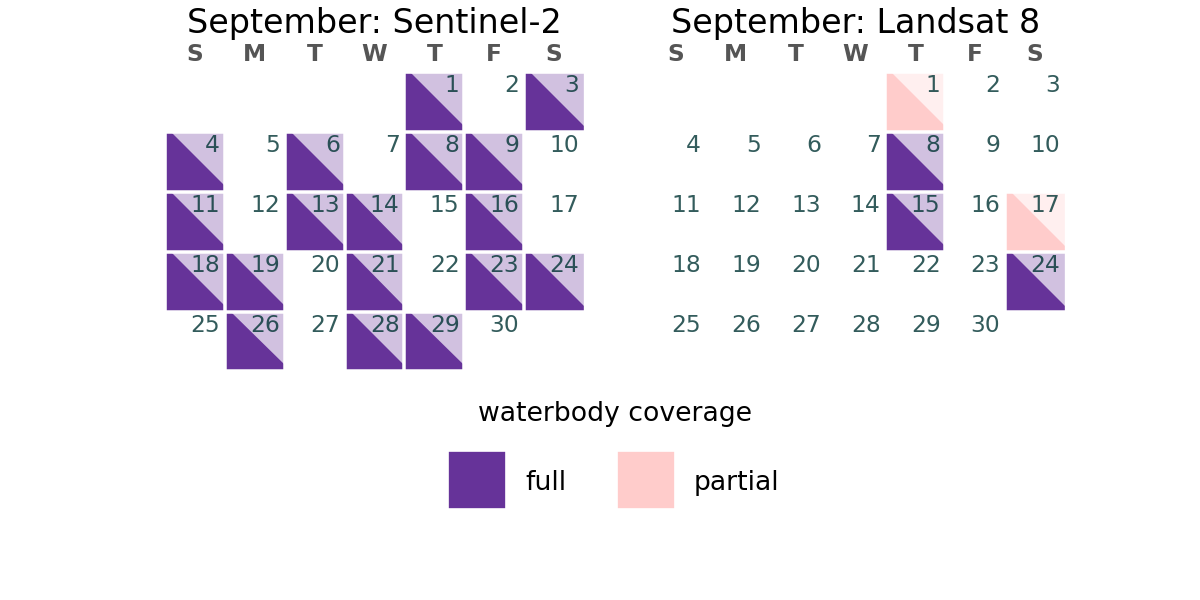 September: Sentinel-2
S M T W T F S
1 2 3
4 5 6 7 8 9 10
11 12 13 14 15 16 17
18 19 20 21 22 23 24
25 26 27 28 29 30
September: Landsat 8
S M T W T F S
1 2 3
4 5 6 7 8 9 10
11 12 13 14 15 16 17
18 19 20 21 22 23 24
25 26 27 28 29 30
waterbody coverage
full partial